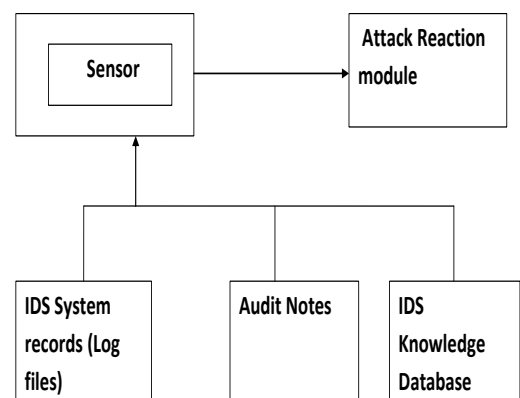 Sensor
Attack Reaction
module
IDS System
records (Log
files)
Audit Notes
IDS
Knowledge
Database